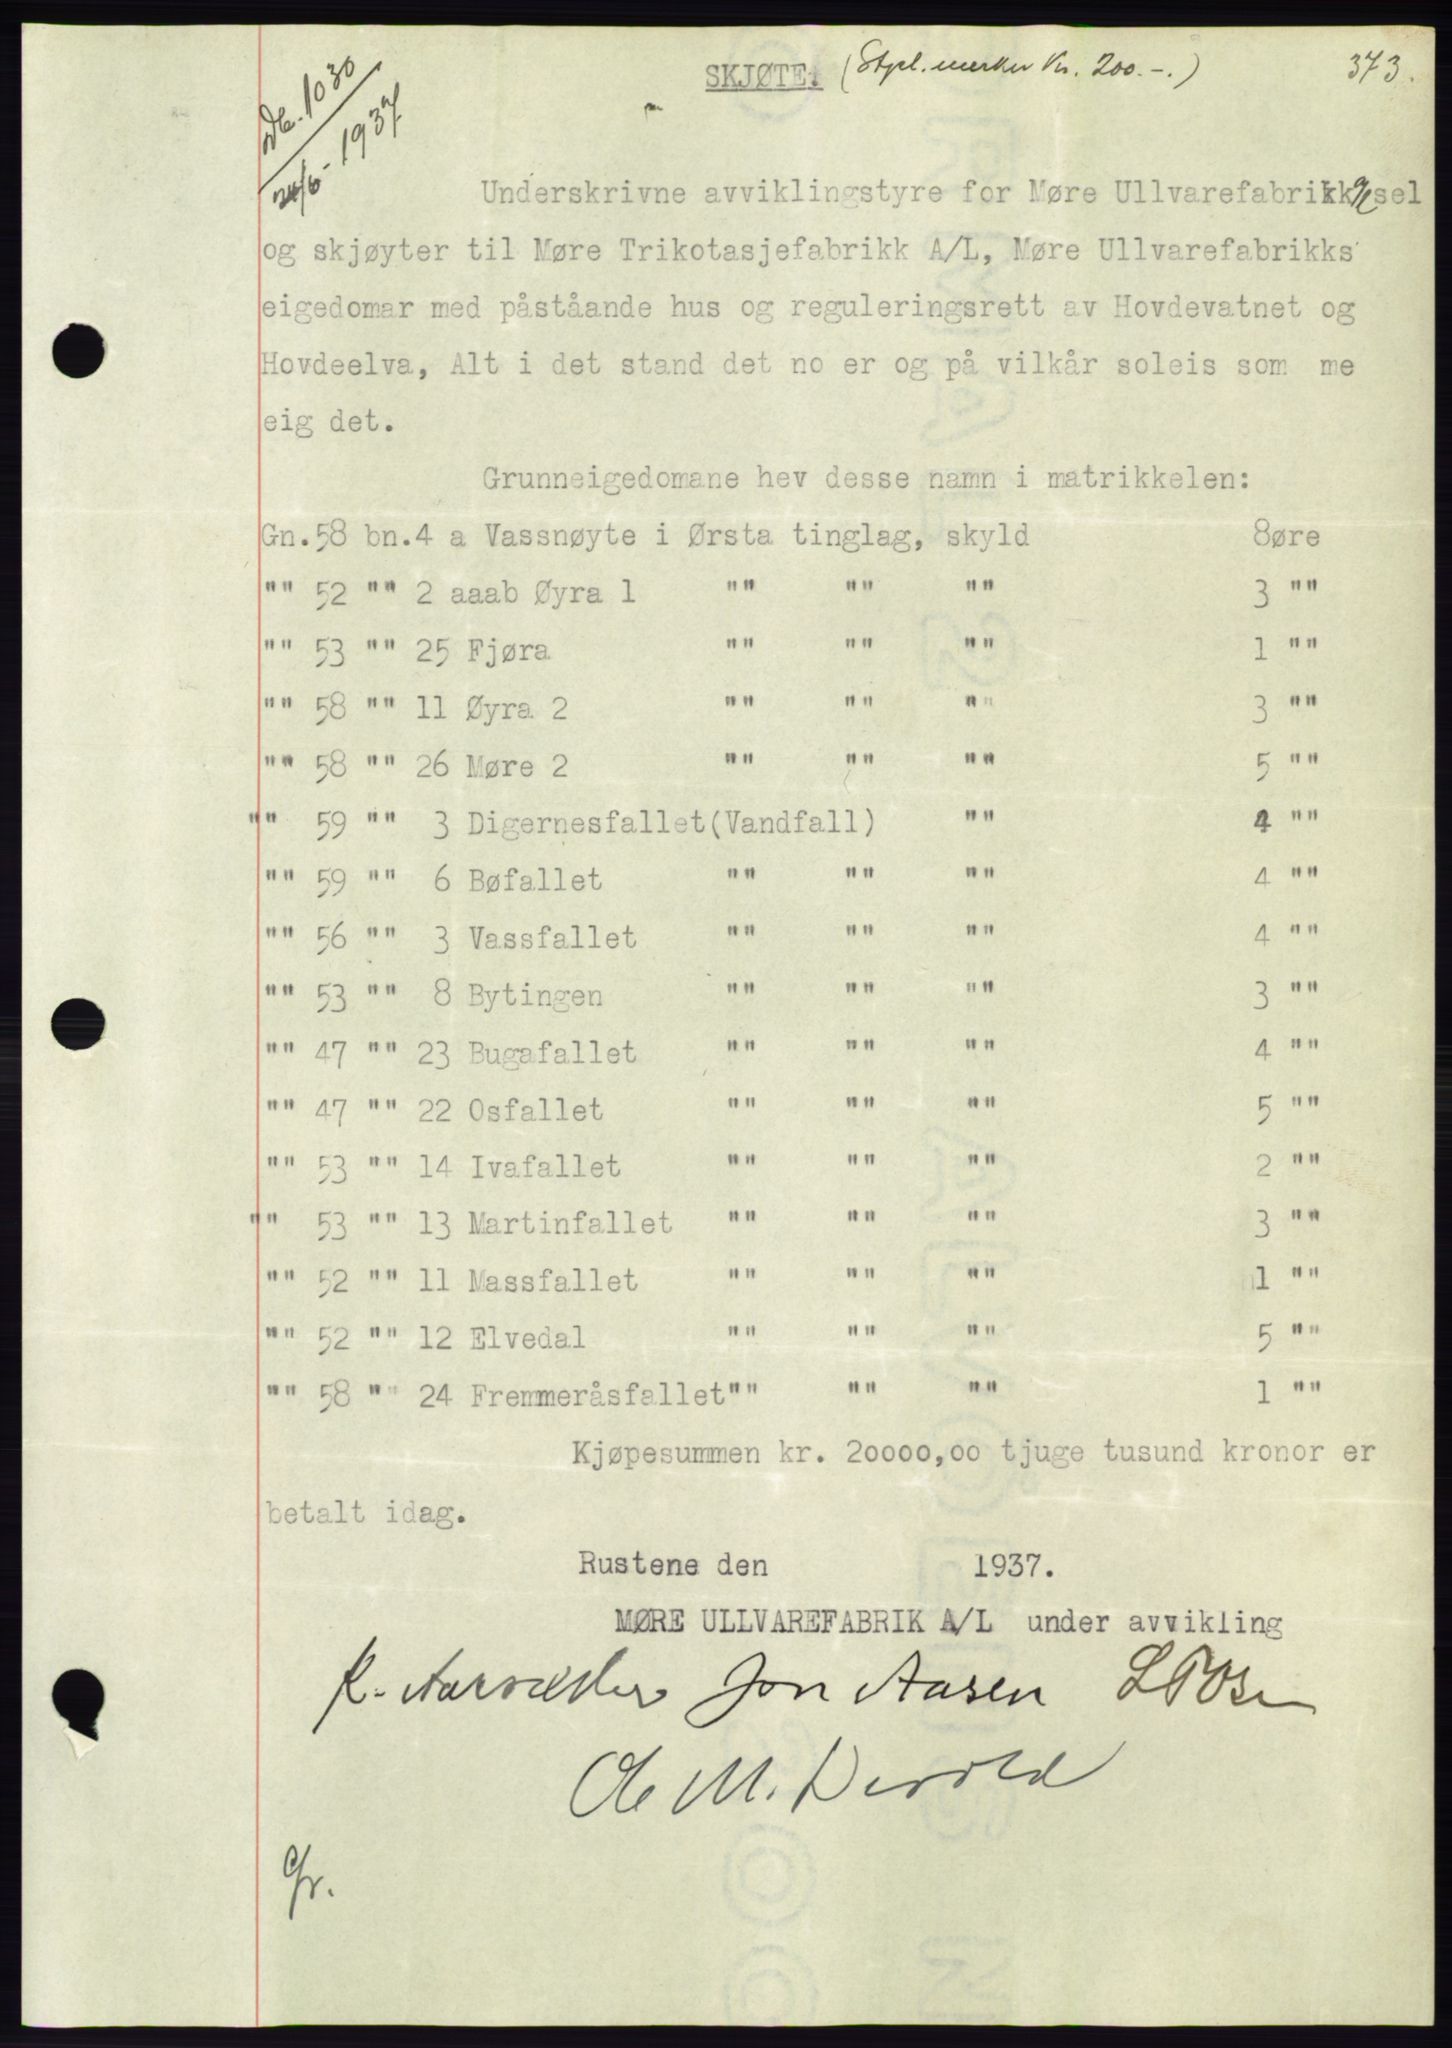 SKJØTE. (Stpl.merker Kr. 200.-.) 373.
1030
24/6 1937
Underskrivne avviklingstyre for Møre Ullvarefabrikk A/L sel
og skjøyter til Møre Trikotasjefabrikk A/L, Møre Ullvarefabrikks
eigedomar med påståande hus og reguleringsrett av Hovdevatnet og
Hovdeelva, Alt i det stand det no er og på vilkår soleis som me
eig det.
Grunneigedomane hev desse namn i matrikkelen:
Gn.58 bn.4 a Vassnøyte i Ørsta tinglag, skyld 8øre
"" 52 "" 2 aaab Øyra 1 "" "" "" 3 ""
"" 53 "" 25 Fjøra "" "" "" 1 ""
"" 58 "" 11 Øyra 2 "" "" "" 3 ""
"" 58 "" 26 Møre 2 "" "" "" 5 ""
"" 59 "" 3 Digernesfallet(Vandfall) "" 4 ""
"" 59 "" 6 Bøfallet "" "" "" 4 ""
"" 56 "" 3 Vassfallet "" "" "" 4 ""
"" 53 "" 8 Bytingen "" "" "" 3 ""
"" 47 "" 23 Bugafallet "" "" "" 4 ""
"" 47 "" 22 Osfallet "" "" "" 5 ""
"" 53 "" 14 Ivafallet "" "" "" 2 ""
"" 53 "" 13 Martinfallet "" "" "" 3 ""
"" 52 "" 11 Massfallet "" "" "" 1 ""
"" 52 "" 12 Elvedal "" "" "" 5 ""
"" 58 "" 24 Fremmeråsfallet"" "" "" 1 ""
Kjøpesummen kr. 20000,00 tjuge tusund kronor er
betalt idag.
Rustene den 1937.
MØRE ULLVAREFABRIK A/L under avvikling
Jon Aasen
Ole M.